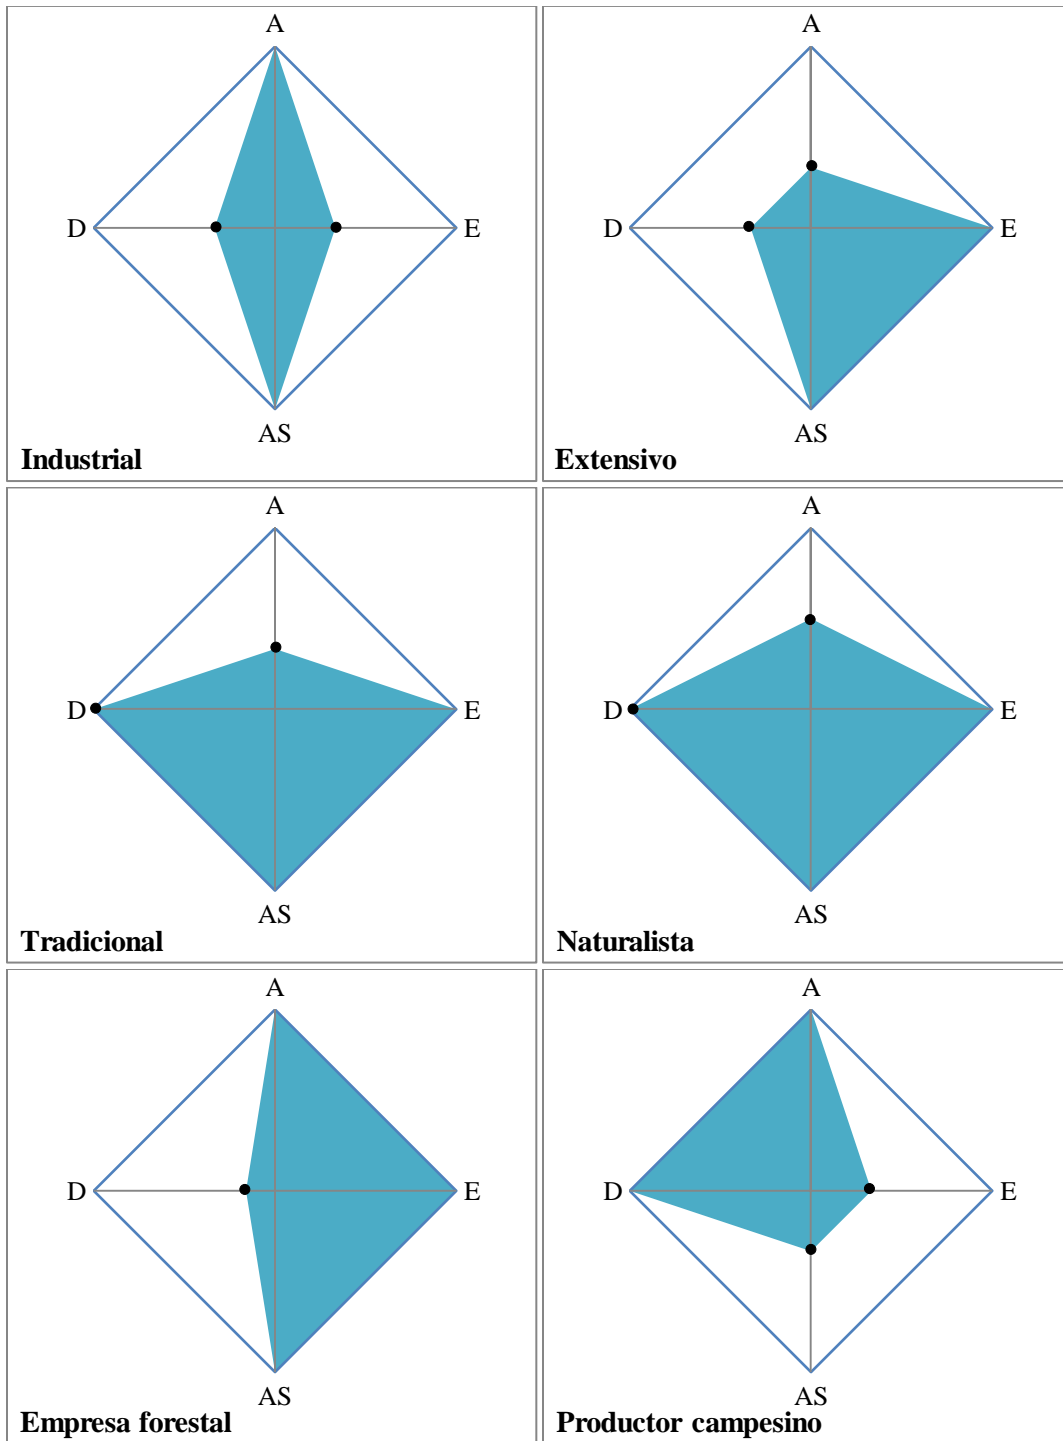 A
D
E
AS
Industrial
A
D
E
AS
Extensivo
A
D
E
AS
Tradicional
A
D
E
AS
Naturalista
A
D
E
AS
Empresa forestal
A
D
E
AS
Productor campesino